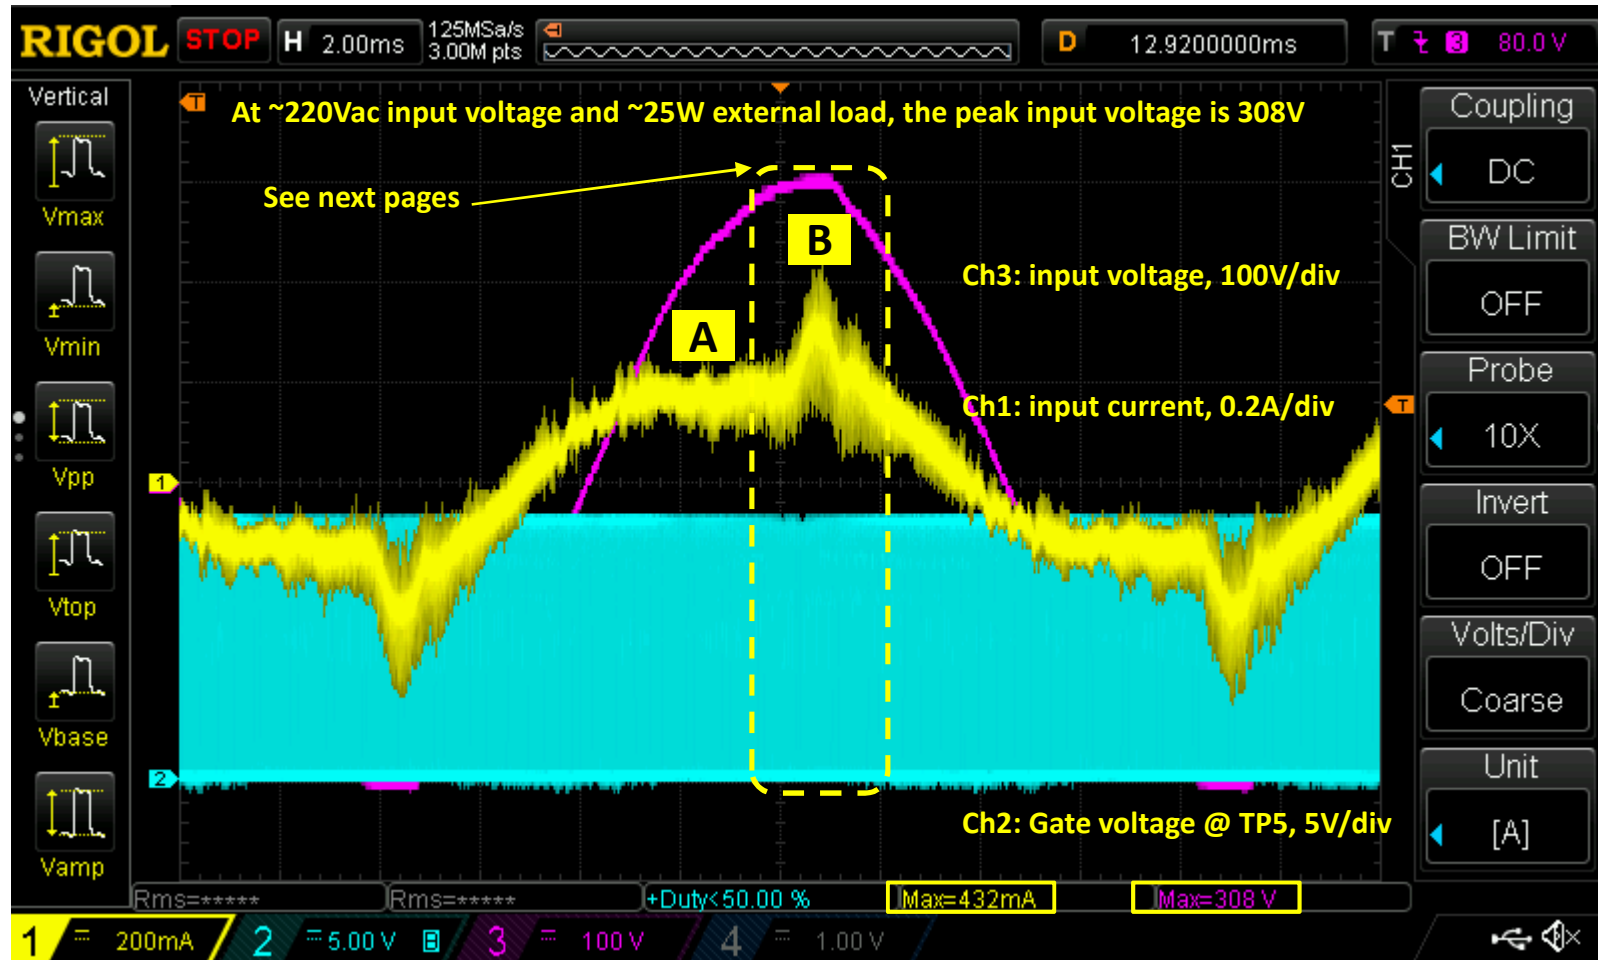 RIGOL STOP H 2.00ms 125MSa/s 3.00M pts D 12.9200000ms T 3 80.0 V
Vertical
Vmax
Vmin
Vpp
Vtop
Vbase
Vamp
T
At ~220Vac input voltage and ~25W external load, the peak input voltage is 308V
See next pages
B
A
Ch3: input voltage, 100V/div
Ch1: input current, 0.2A/div
T
1
2
Ch2: Gate voltage @ TP5, 5V/div
CH1
Coupling
DC
BW Limit
OFF
Probe
10X
Invert
OFF
Volts/Div
Coarse
Unit
[A]
Rms=***** Rms=***** +Duty<50.00 % Max=432mA Max=308 V
1 200mA 2 5.00 V B 3 100 V 4 1.00 V